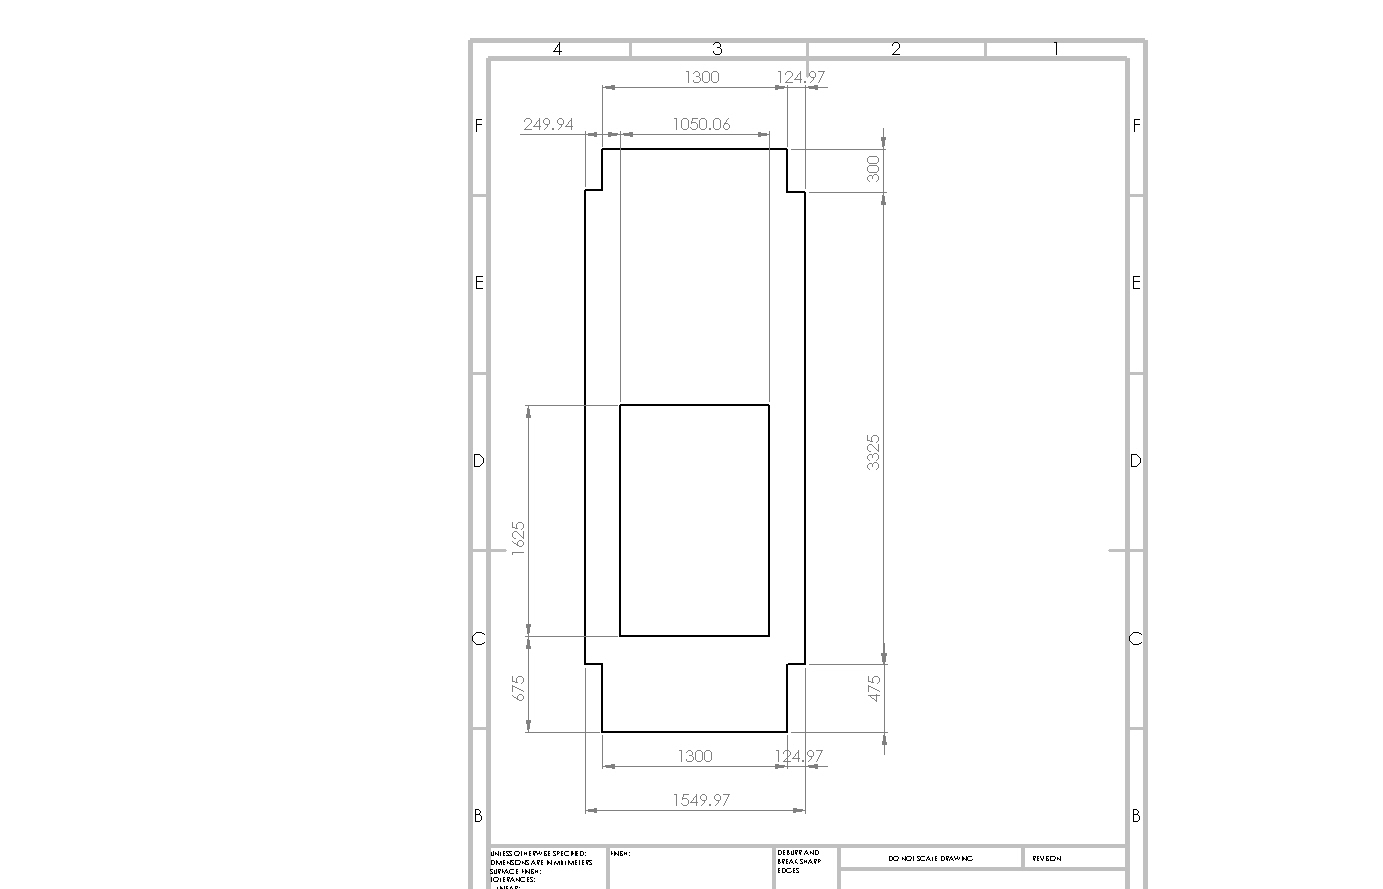 B
C
D
E
F
4
3
2
1
675
1625
249.94
1050.06
1300
124.97
1549.97
1300
124.97
475
3325
300
UNLESS OTHERWISE SPECIFIED:
DIMENSIONS ARE IN MILLIMETERS
SURFACE FINISH:
TOLERANCES:
LINEAR:
FINISH:
DEBURR AND
BREAK SHARP
EDGES
DO NOT SCALE DRAWING
REVISION
B
C
D
E
F